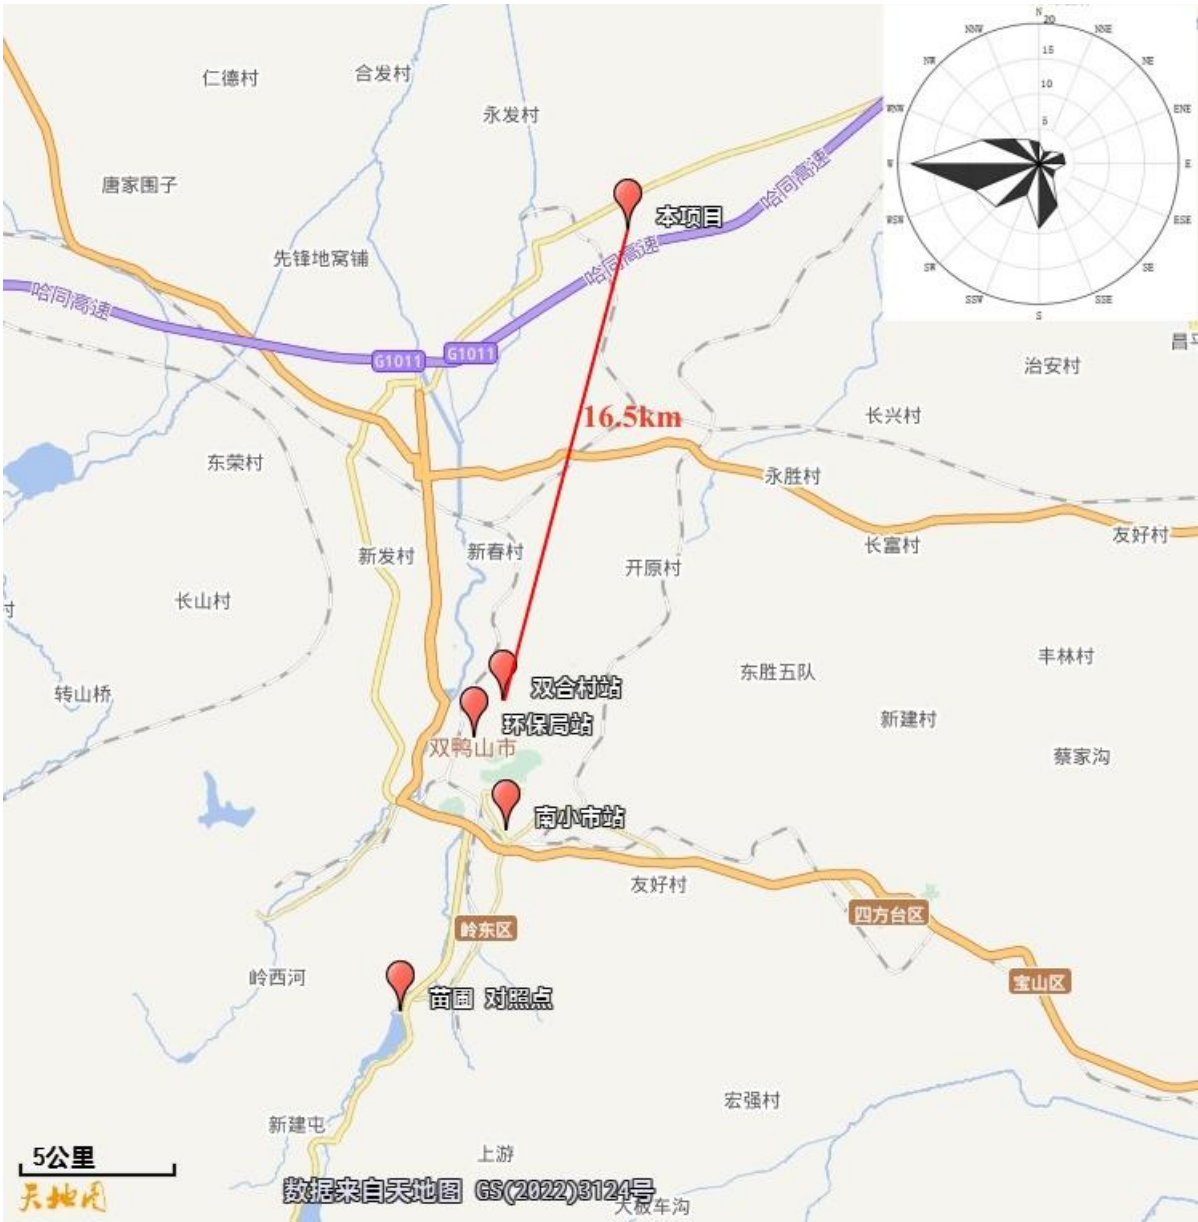 N
20
NNW
NNE
仁德村
合发村
NW
15
NE
10
永发村
WNW
5
ENE
哈同高速
W
E
唐家围子
本项目
WSW
ESE
哈同高速
先锋地窝铺
SW
SE
SSW
SSE
哈同高速
S
G1011
G1011
治安村
长兴村
16.5km
东荣村
永胜村
友好村
长富村
新发村
新春村
开原村
长山村
村
丰林村
东胜五队
双合村站
转山桥
新建村
环保局站
双鸭山市
蔡家沟
南小市站
友好村
四方台区
岭东区
岭西河
宝山区
苗圃 对照点
宏强村
新建屯
上游
5公里
天地图
数据来自天地图 GS(2022)3124号
大板车沟